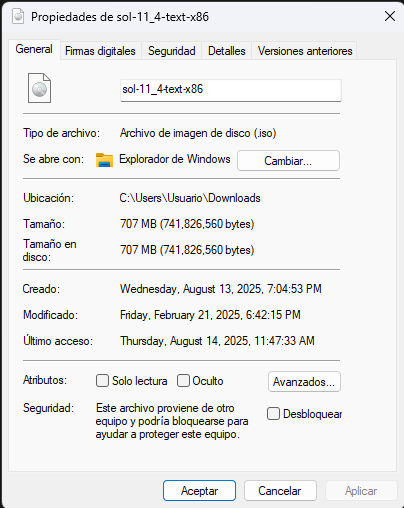 Propiedades de sol-11_4-text-x86
General Firmas digitales Seguridad Detalles Versiones anteriores
sol-11_4-text-x86
Tipo de archivo: Archivo de imagen de disco (.iso)
Se abre con: Explorador de Windows Cambiar...
Ubicación: C:\Users\Usuario\Downloads
Tamaño: 707 MB (741,826,560 bytes)
Tamaño en
disco: 707 MB (741,826,560 bytes)
Creado: Wednesday, August 13, 2025, 7:04:53 PM
Modificado: Friday, February 21, 2025, 6:42:15 PM
Último acceso: Thursday, August 14, 2025, 11:47:33 AM
Atributos: Solo lectura Oculto Avanzados...
Seguridad: Este archivo proviene de otro
equipo y podría bloquearse para
ayudar a proteger este equipo.
Desbloquear
Aceptar Cancelar Aplicar